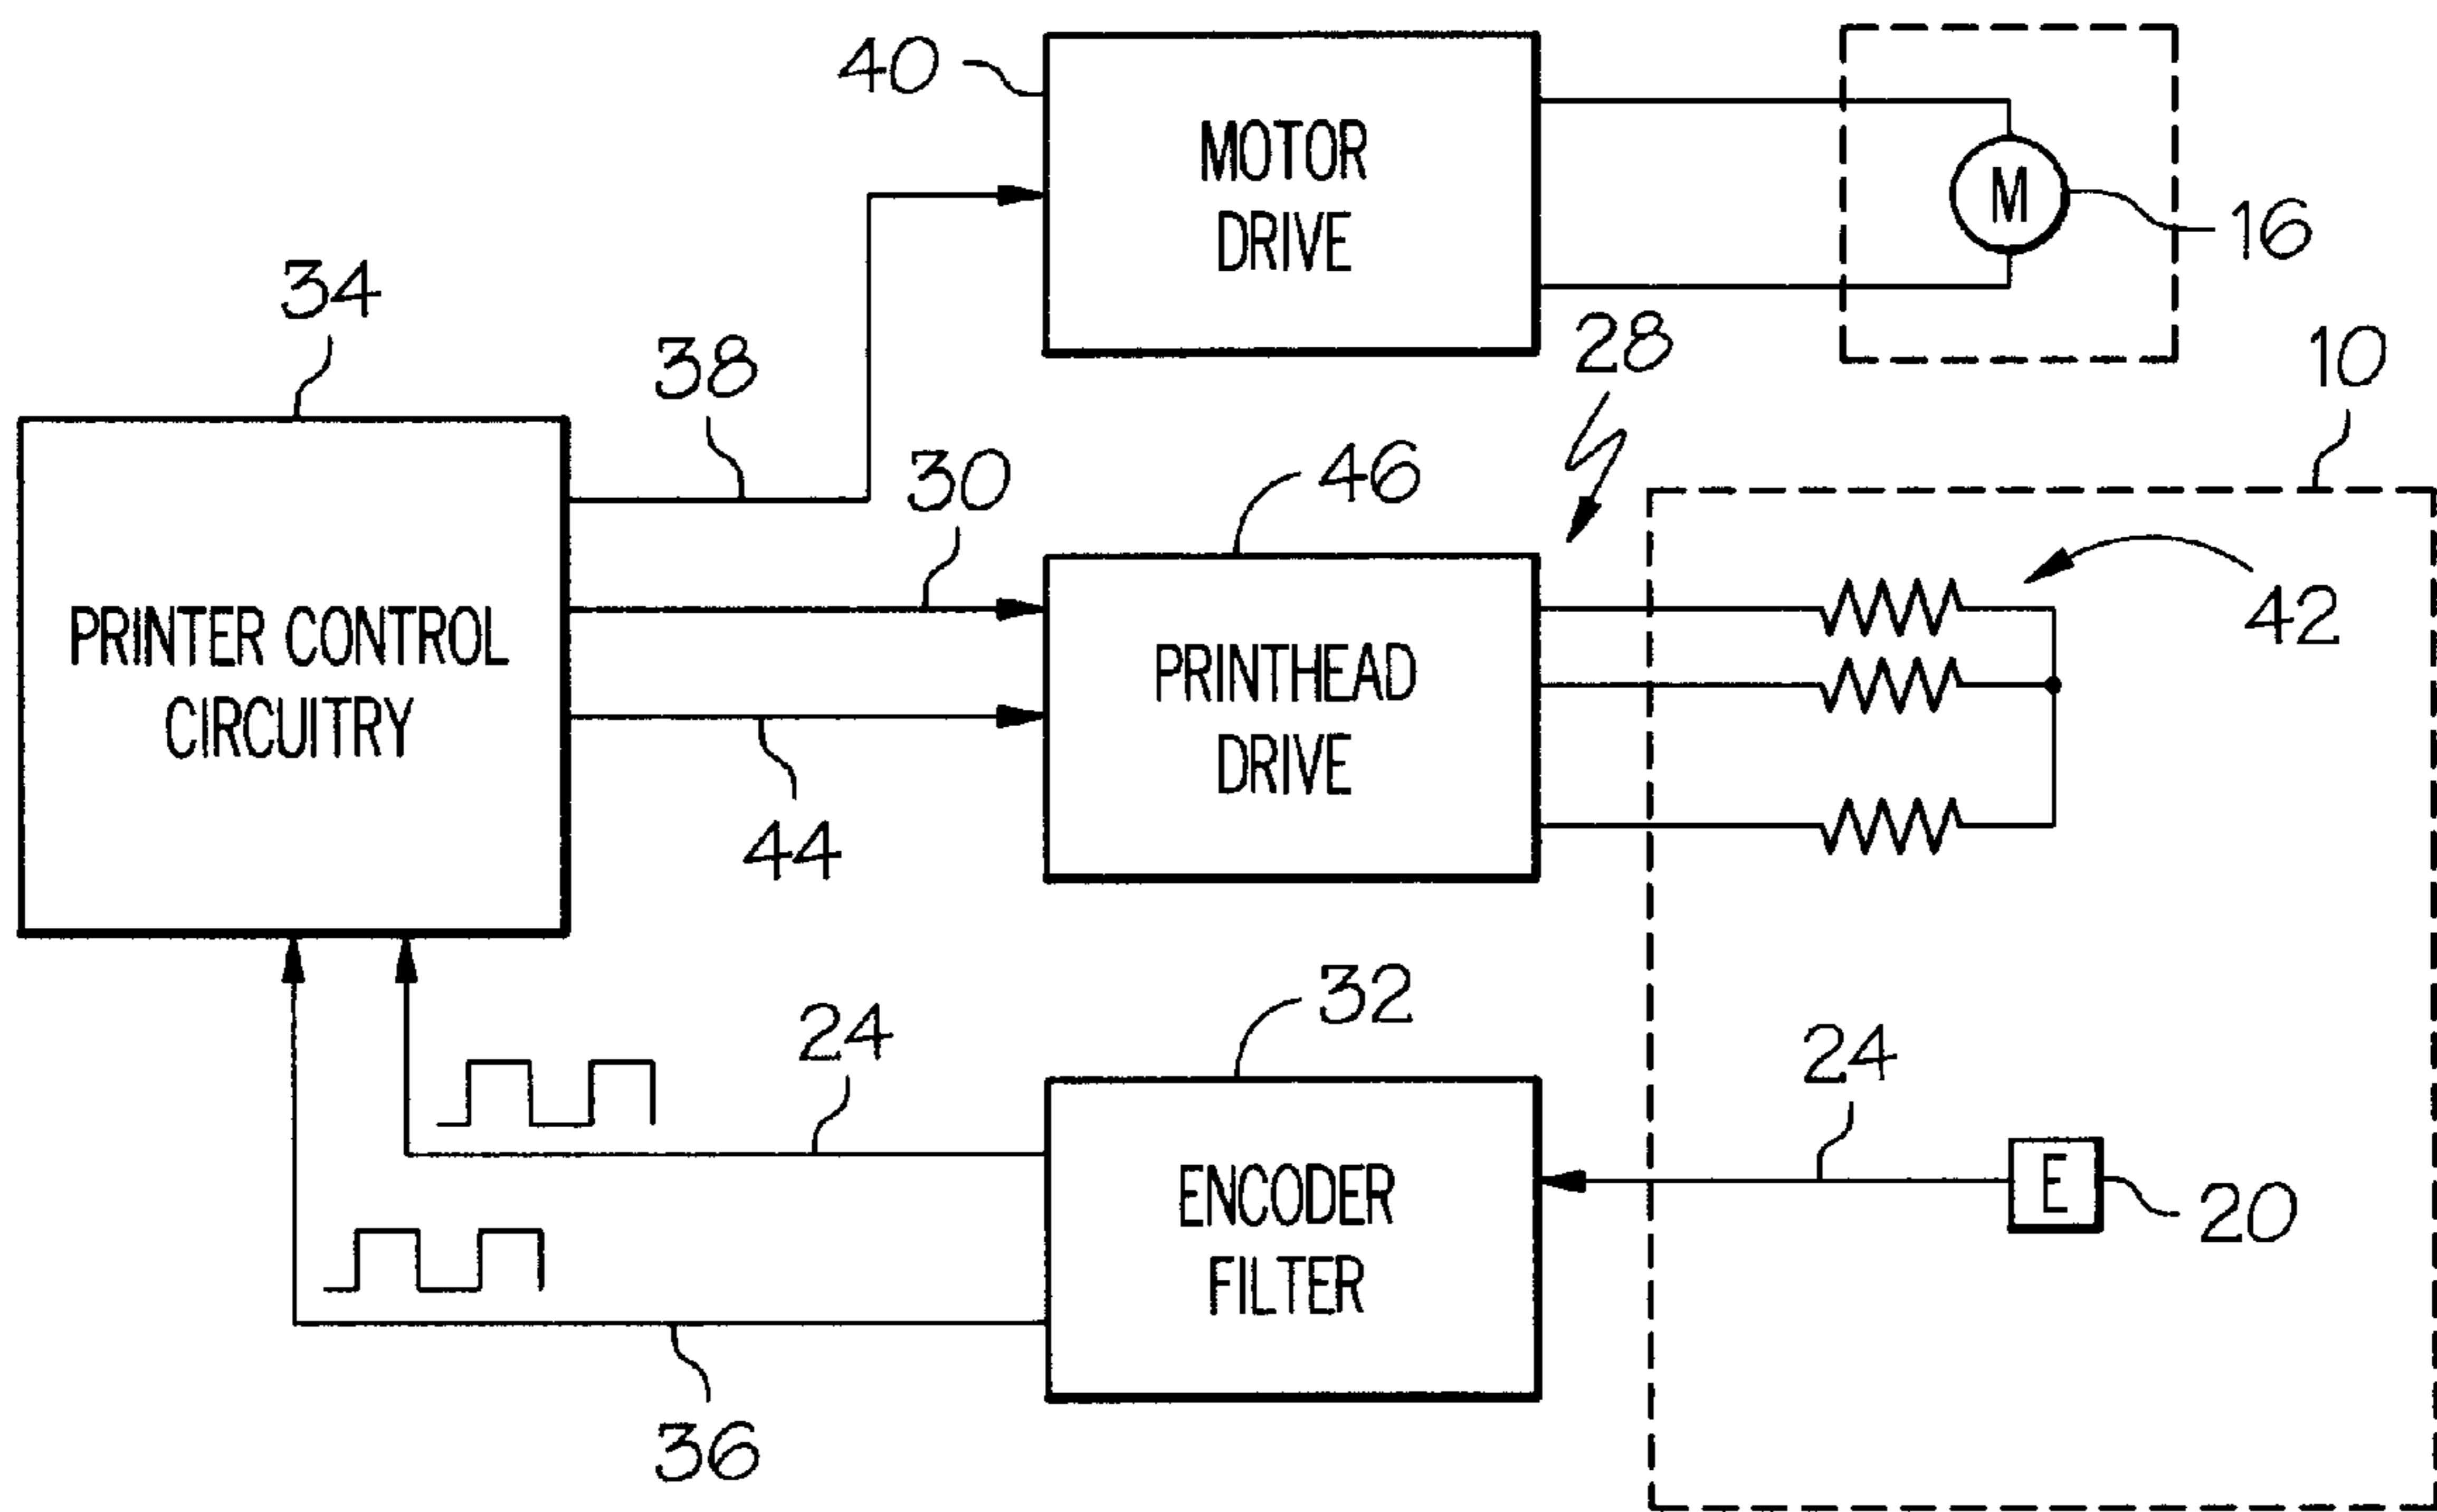 40
MOTOR
DRIVE
M
16
34
38
28
10
30
46
42
PRINTER CONTROL
CIRCUITRY
PRINTHEAD
DRIVE
44
32
24
24
ENCODER
FILTER
E
20
36